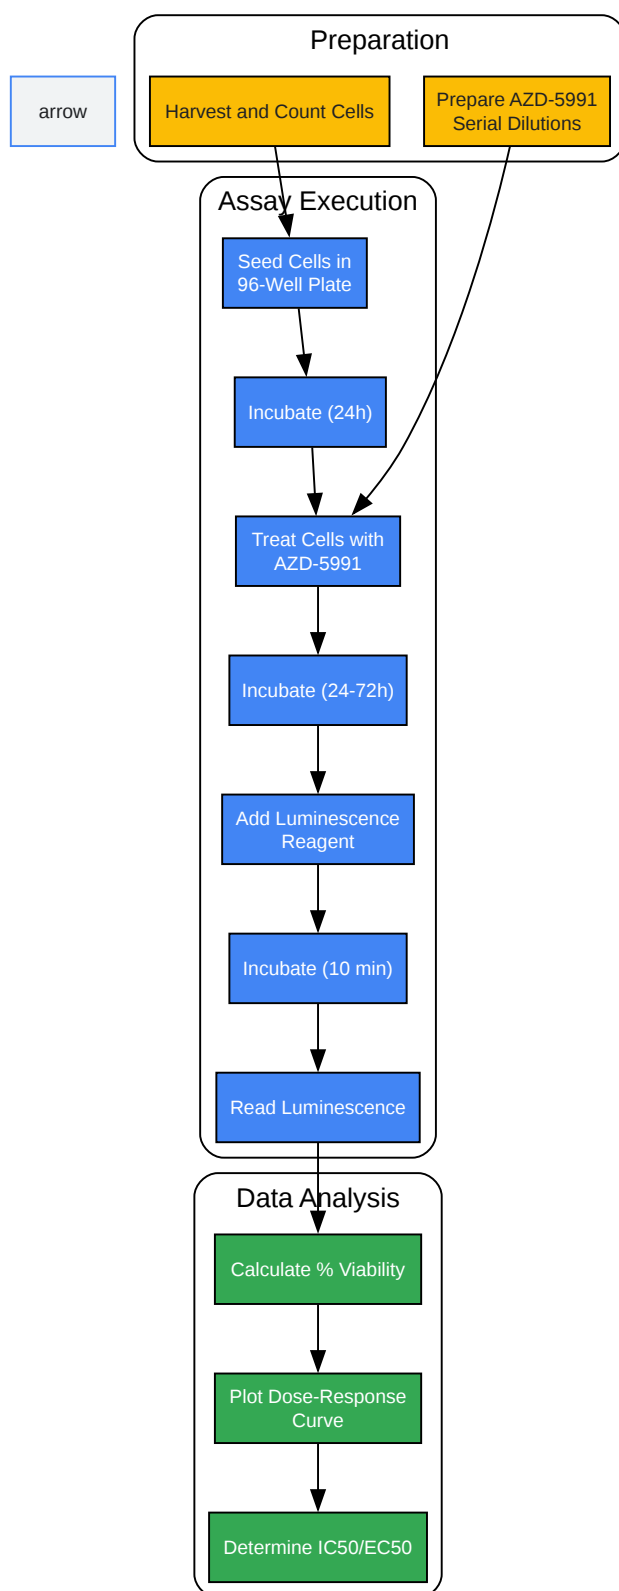 Preparation
arrow
Harvest and Count Cells
Prepare AZD-5991
Serial Dilutions
Assay Execution
Seed Cells in
96-Well Plate
Incubate (24h)
Treat Cells with
AZD-5991
Incubate (24-72h)
Add Luminescence
Reagent
Incubate (10 min)
Read Luminescence
Data Analysis
Calculate % Viability
Plot Dose-Response
Curve
Determine IC50/EC50